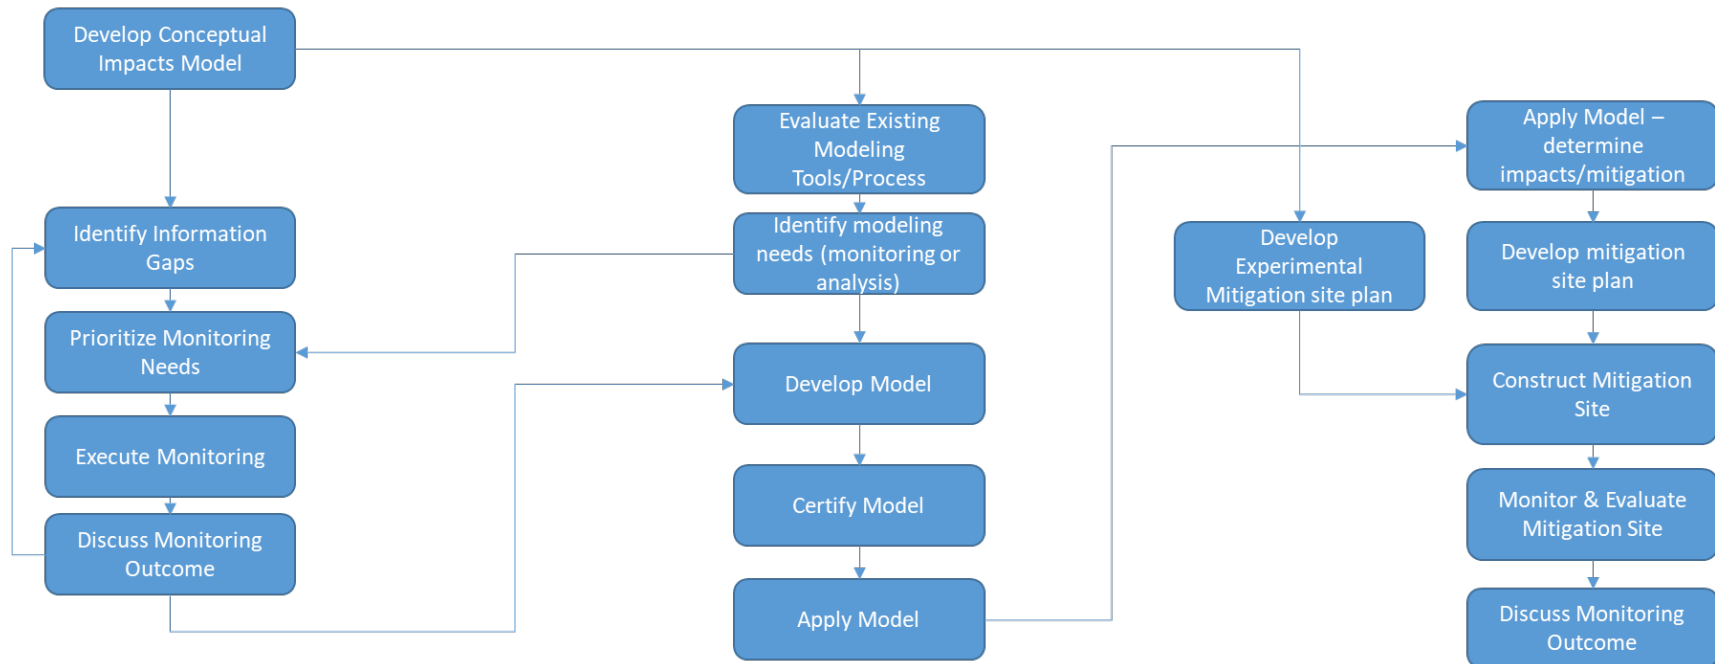 Develop Conceptual
Impacts Model
Identify Information
Gaps
Prioritize Monitoring
Needs
Execute Monitoring
Discuss Monitoring
Outcome
Evaluate Existing
Modeling
Tools/Process
Identify modeling
needs (monitoring or
analysis)
Develop Model
Certify Model
Apply Model
Develop
Experimental
Mitigation site plan
Apply Model –
determine
impacts/mitigation
Develop mitigation
site plan
Construct Mitigation
Site
Monitor & Evaluate
Mitigation Site
Discuss Monitoring
Outcome